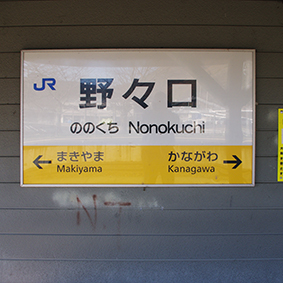 JR
野々口
ののくち Nonokuchi
← まきやま かながわ →
Makiyama Kanagawa